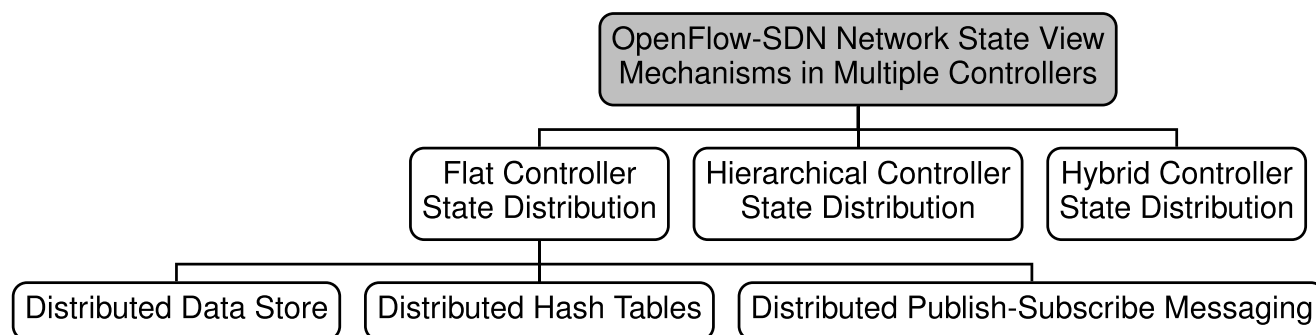 OpenFlow-SDN Network State View
Mechanisms in Multiple Controllers
Flat Controller
State Distribution
Hierarchical Controller
State Distribution
Hybrid Controller
State Distribution
Distributed Data Store
Distributed Hash Tables
Distributed Publish-Subscribe Messaging